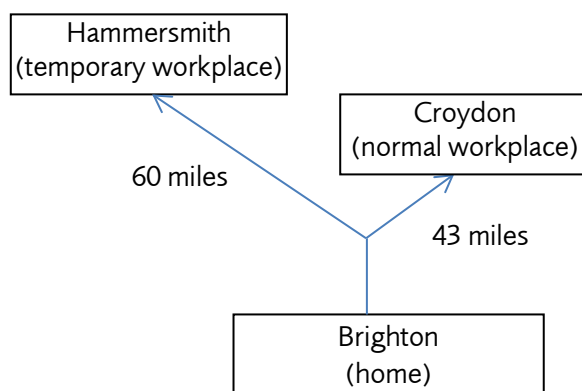 Hammersmith
(temporary workplace)
Croydon
(normal workplace)
60 miles
43 miles
Brighton
(home)